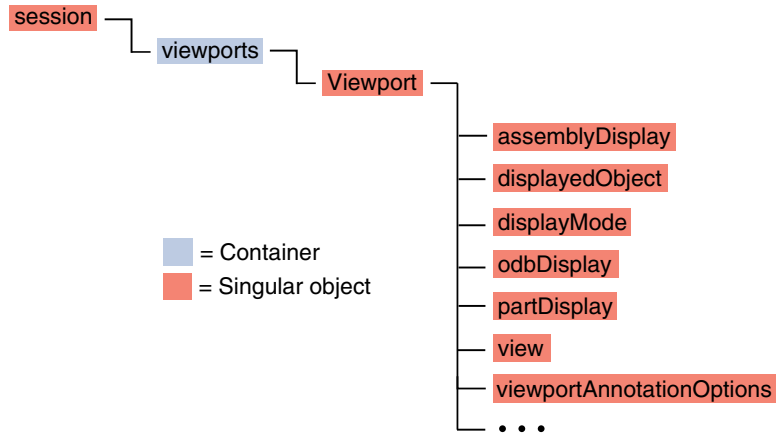 session
viewports
Viewport
assemblyDisplay
displayedObject
displayMode
odbDisplay
partDisplay
view
viewportAnnotationOptions
• • •
= Container
= Singular object